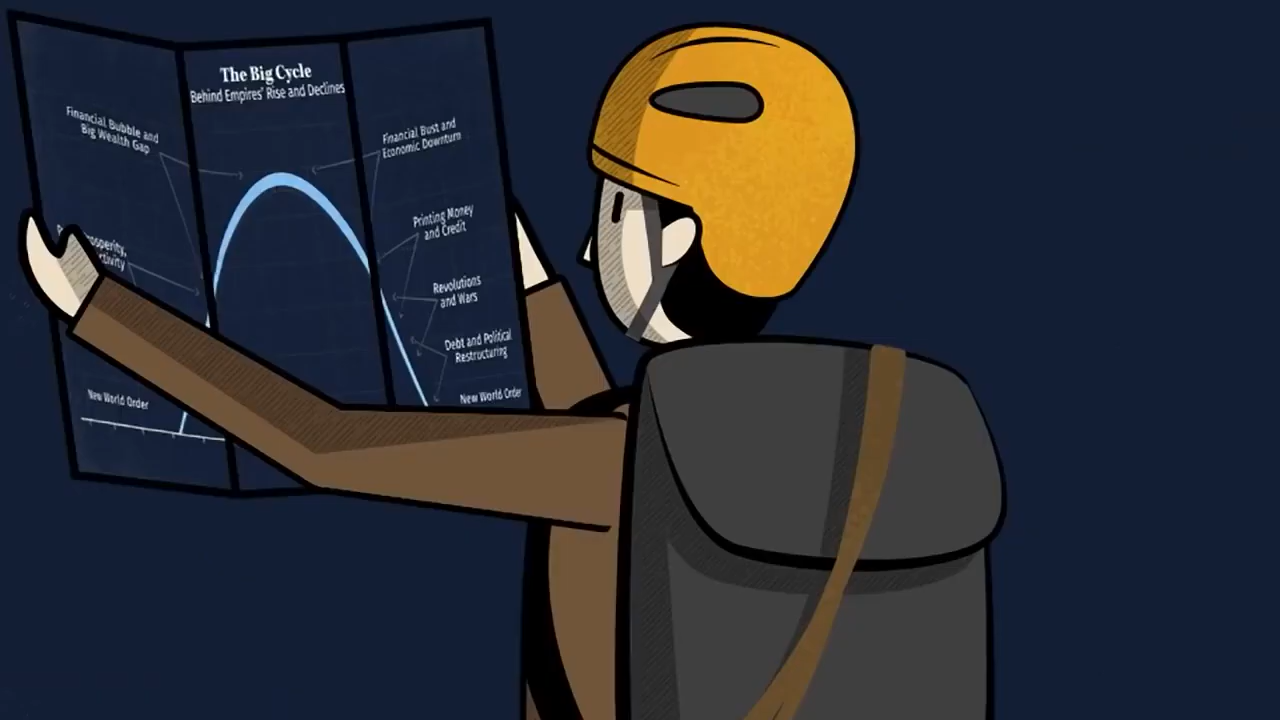 The Big Cycle
Behind Empires' Rise and Declines
Financial Bubble and
Big Wealth Gap
Financial Bust and
Economic Downturn
Printing Money
and Credit
Revolutions
and Wars
Debt and Political
Restructuring
New World Order
New World Order